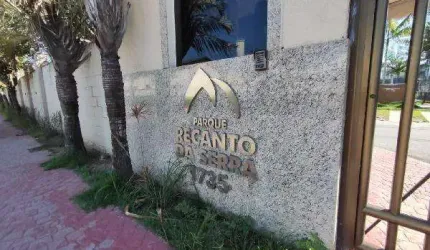 PARQUE
RECANTO
DA SERRA
1735